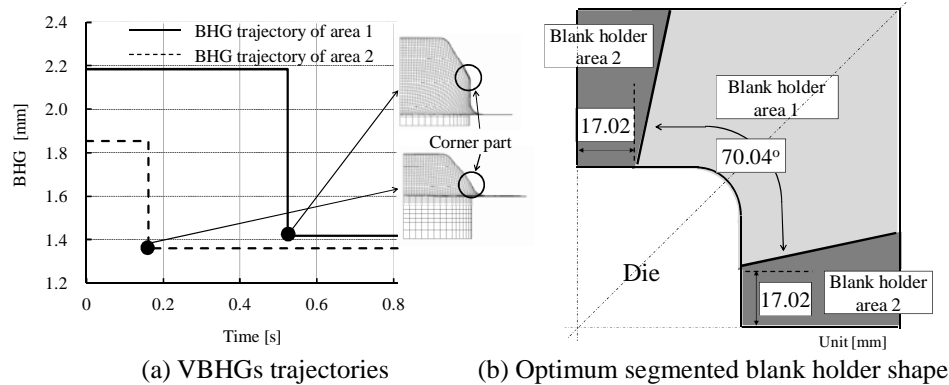 2.4
2.2
2.0
1.8
1.6
1.4
1.2
BHG [mm]
BHG trajectory of area 1
BHG trajectory of area 2
0
0.2
0.4
0.6
0.8
Time [s]
Corner part
(a) VBHGs trajectories
Blank holder
area 2
17.02
Blank holder
area 1
70.04°
Die
17.02
Blank holder
area 2
Unit [mm]
(b) Optimum segmented blank holder shape